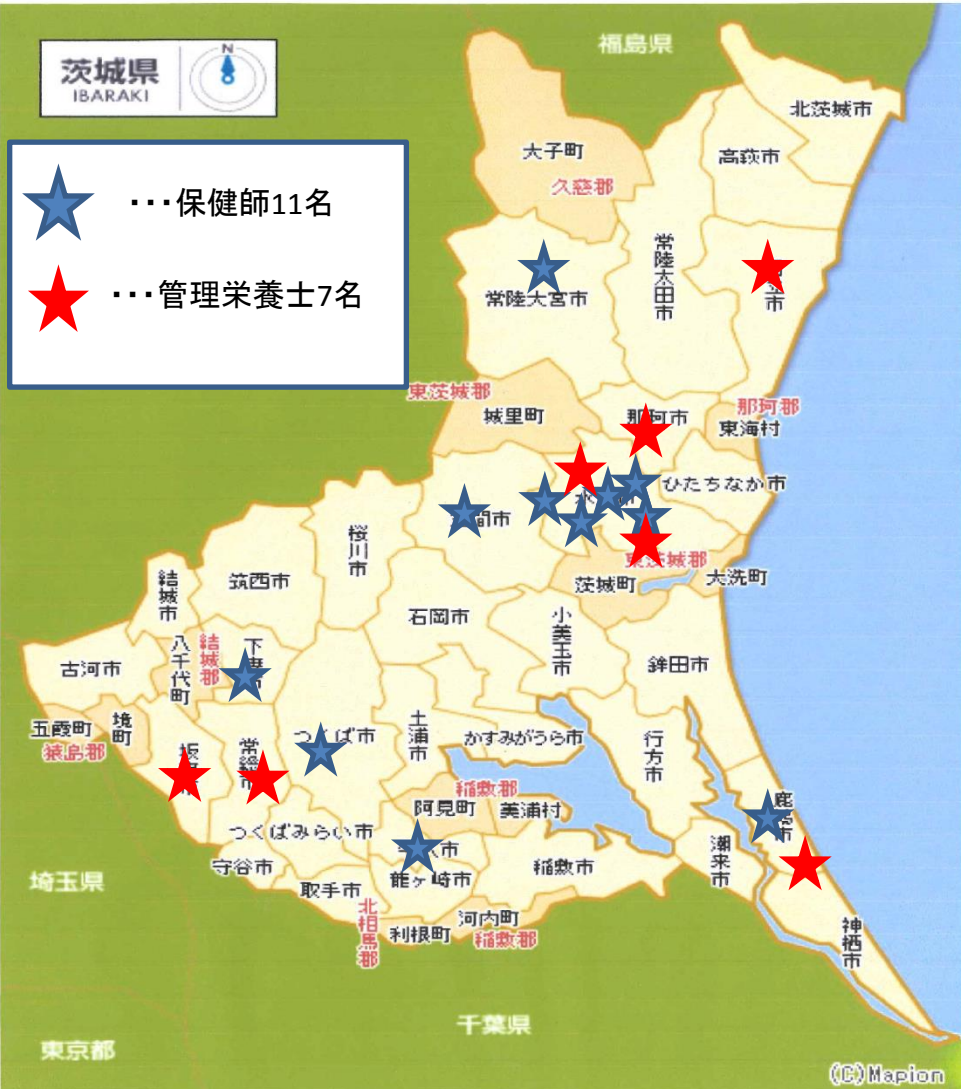 福島県
茨城県
IBARAKI
N
・・・保健師11名
・・・管理栄養士7名
北茨城市
高萩市
大子町
久慈郡
常陸太田市
常陸大宮市
市
東茨城郡
城里町
那珂市
那珂郡
東海村
ひたちなか市
間市
桜川市
東茨城郡
茨城町
大洗町
筑西市
結城市
石岡市
小美玉市
鉾田市
古河市
八千代町
結城郡
下
五霞町
境町
猿島郡
つくば市
土浦市
かすみがうら市
行方市
稲敷郡
阿見町
美浦村
つくばみらい市
守谷市
取手市
市
龍ヶ崎市
稲敷市
潮来市
北相馬郡
利根町
河内町
稲敷郡
神栖市
埼玉県
千葉県
東京都
(C)Mapion